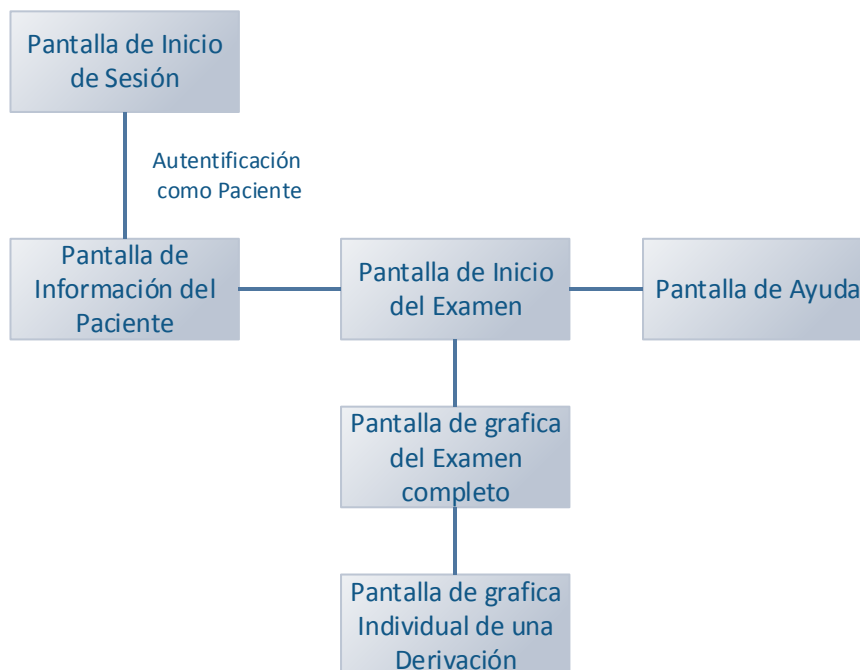 Pantalla de Inicio
de Sesión
Autentificación
como Paciente
Pantalla de
Información del
Paciente
Pantalla de Inicio
del Examen
Pantalla de Ayuda
Pantalla de grafica
del Examen
completo
Pantalla de grafica
Individual de una
Derivación